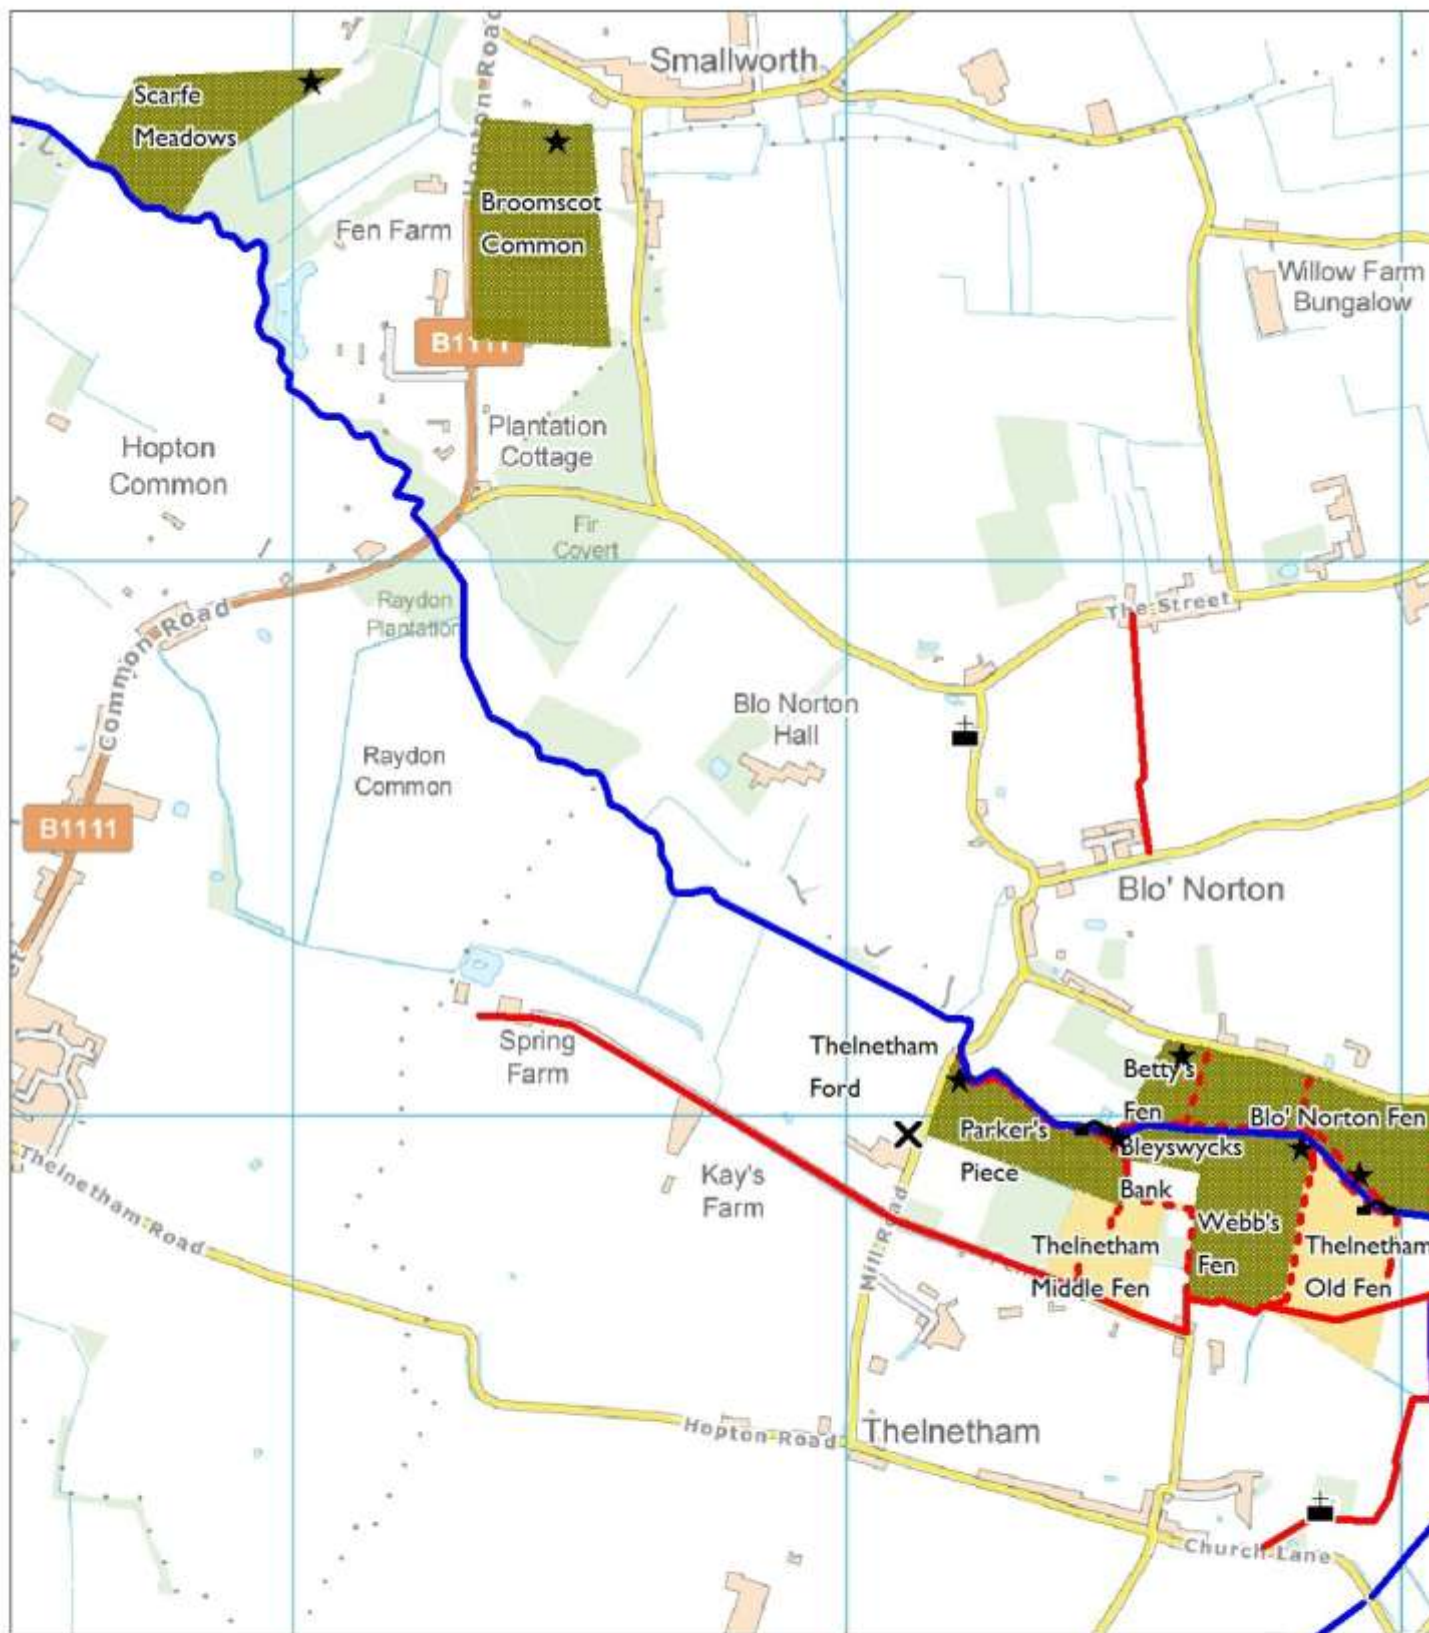 Smallworth
Scarfe
Meadows
Hopton Road
Broomscot
Common
Fen Farm
Willow Farm
Bungalow
B1111
Plantation
Cottage
Hopton
Common
Fir
Covert
Raydon
Plantation
Common Road
The Street
Blo Norton
Hall
Raydon
Common
B1111
Blo' Norton
Spring
Farm
Thelnetham
Ford
Betty's
Fen
Blo' Norton Fen
Parker's
Piece
Bleyswycks
Bank
Kay's
Farm
Thelnetham Road
Mill Road
Webb's
Fen
Thelnetham
Middle Fen
Thelnetham
Old Fen
Hopton Road
Thelnetham
Church Lane